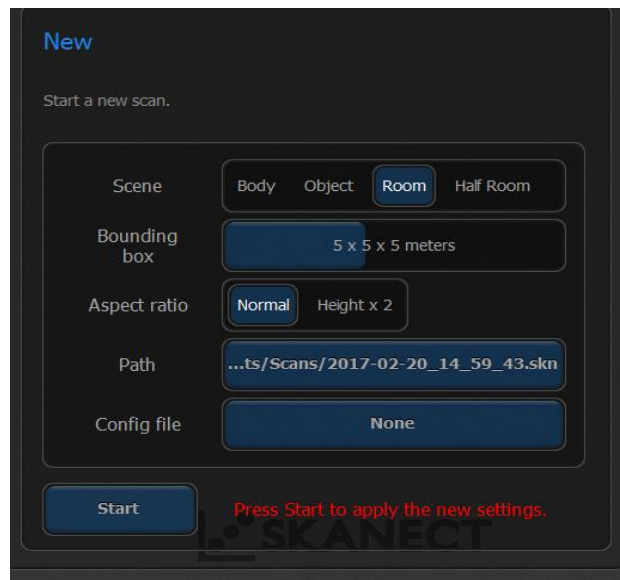 New
Start a new scan.
Scene Body Object Room Half Room
Bounding
box
5 x 5 x 5 meters
Aspect ratio Normal Height x 2
Path ...ts/Scans/2017-02-20_14_59_43.skn
Config file None
Start Press Start to apply the new settings.
SKANECT